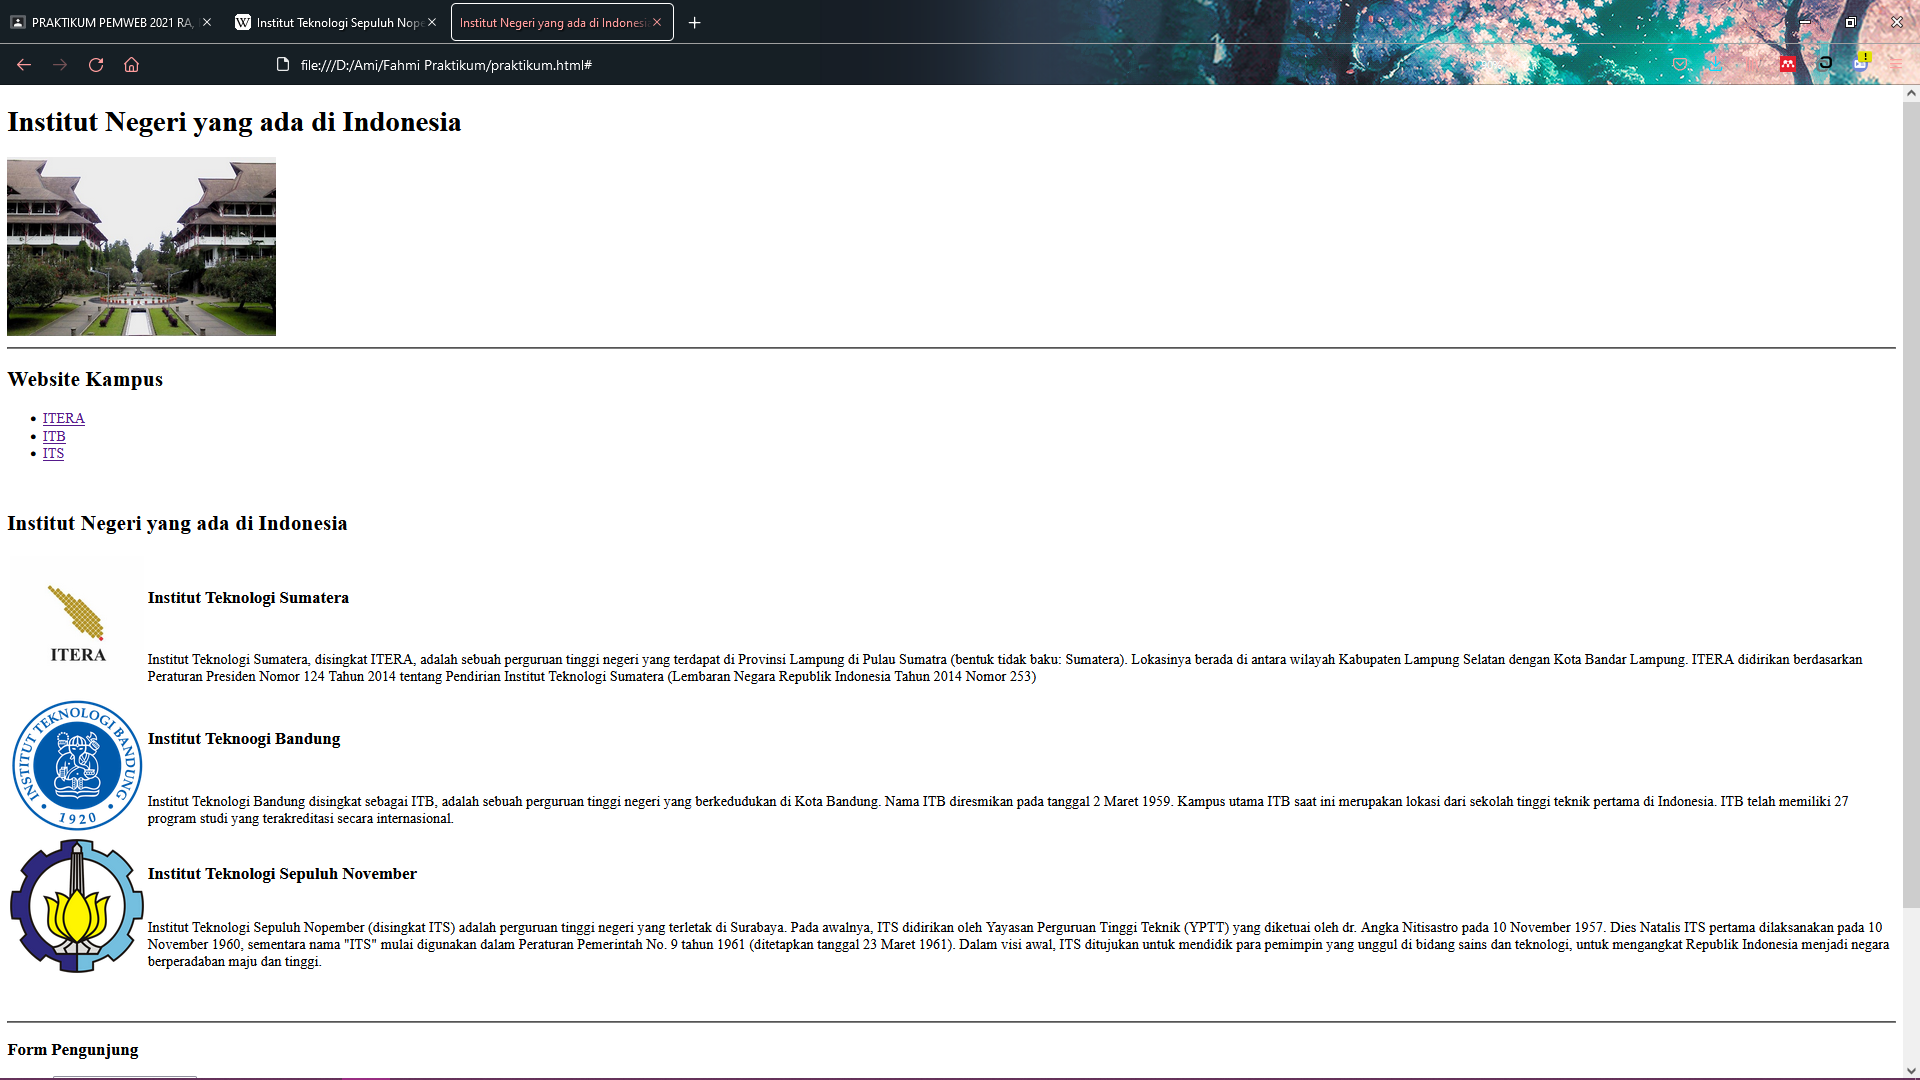 PRAKTIKUM PEMWEB 2021 RA,
Institut Teknologi Sepuluh Nope
Institut Negeri yang ada di Indonesi
file:///D:/Ami/Fahmi Praktikum/praktikum.html#
Institut Negeri yang ada di Indonesia
Website Kampus
ITERA
ITB
ITS
Institut Negeri yang ada di Indonesia
ITERA
Institut Teknologi Sumatera
Institut Teknologi Sumatera, disingkat ITERA, adalah sebuah perguruan tinggi negeri yang terdapat di Provinsi Lampung di Pulau Sumatra (bentuk tidak baku: Sumatera). Lokasinya berada di antara wilayah Kabupaten Lampung Selatan dengan Kota Bandar Lampung. ITERA didirikan berdasarkan
Peraturan Presiden Nomor 124 Tahun 2014 tentang Pendirian Institut Teknologi Sumatera (Lembaran Negara Republik Indonesia Tahun 2014 Nomor 253)
INSTITUT TEKNOLOGI BANDUNG
1920
Institut Teknoogi Bandung
Institut Teknologi Bandung disingkat sebagai ITB, adalah sebuah perguruan tinggi negeri yang berkedudukan di Kota Bandung. Nama ITB diresmikan pada tanggal 2 Maret 1959. Kampus utama ITB saat ini merupakan lokasi dari sekolah tinggi teknik pertama di Indonesia. ITB telah memiliki 27
program studi yang terakreditasi secara internasional.
Institut Teknologi Sepuluh November
Institut Teknologi Sepuluh Nopember (disingkat ITS) adalah perguruan tinggi negeri yang terletak di Surabaya. Pada awalnya, ITS didirikan oleh Yayasan Perguruan Tinggi Teknik (YPTT) yang diketuai oleh dr. Angka Nitisastro pada 10 November 1957. Dies Natalis ITS pertama dilaksanakan pada 10
November 1960, sementara nama "ITS" mulai digunakan dalam Peraturan Pemerintah No. 9 tahun 1961 (ditetapkan tanggal 23 Maret 1961). Dalam visi awal, ITS ditujukan untuk mendidik para pemimpin yang unggul di bidang sains dan teknologi, untuk mengangkat Republik Indonesia menjadi negara
berperadaban maju dan tinggi.
Form Pengunjung